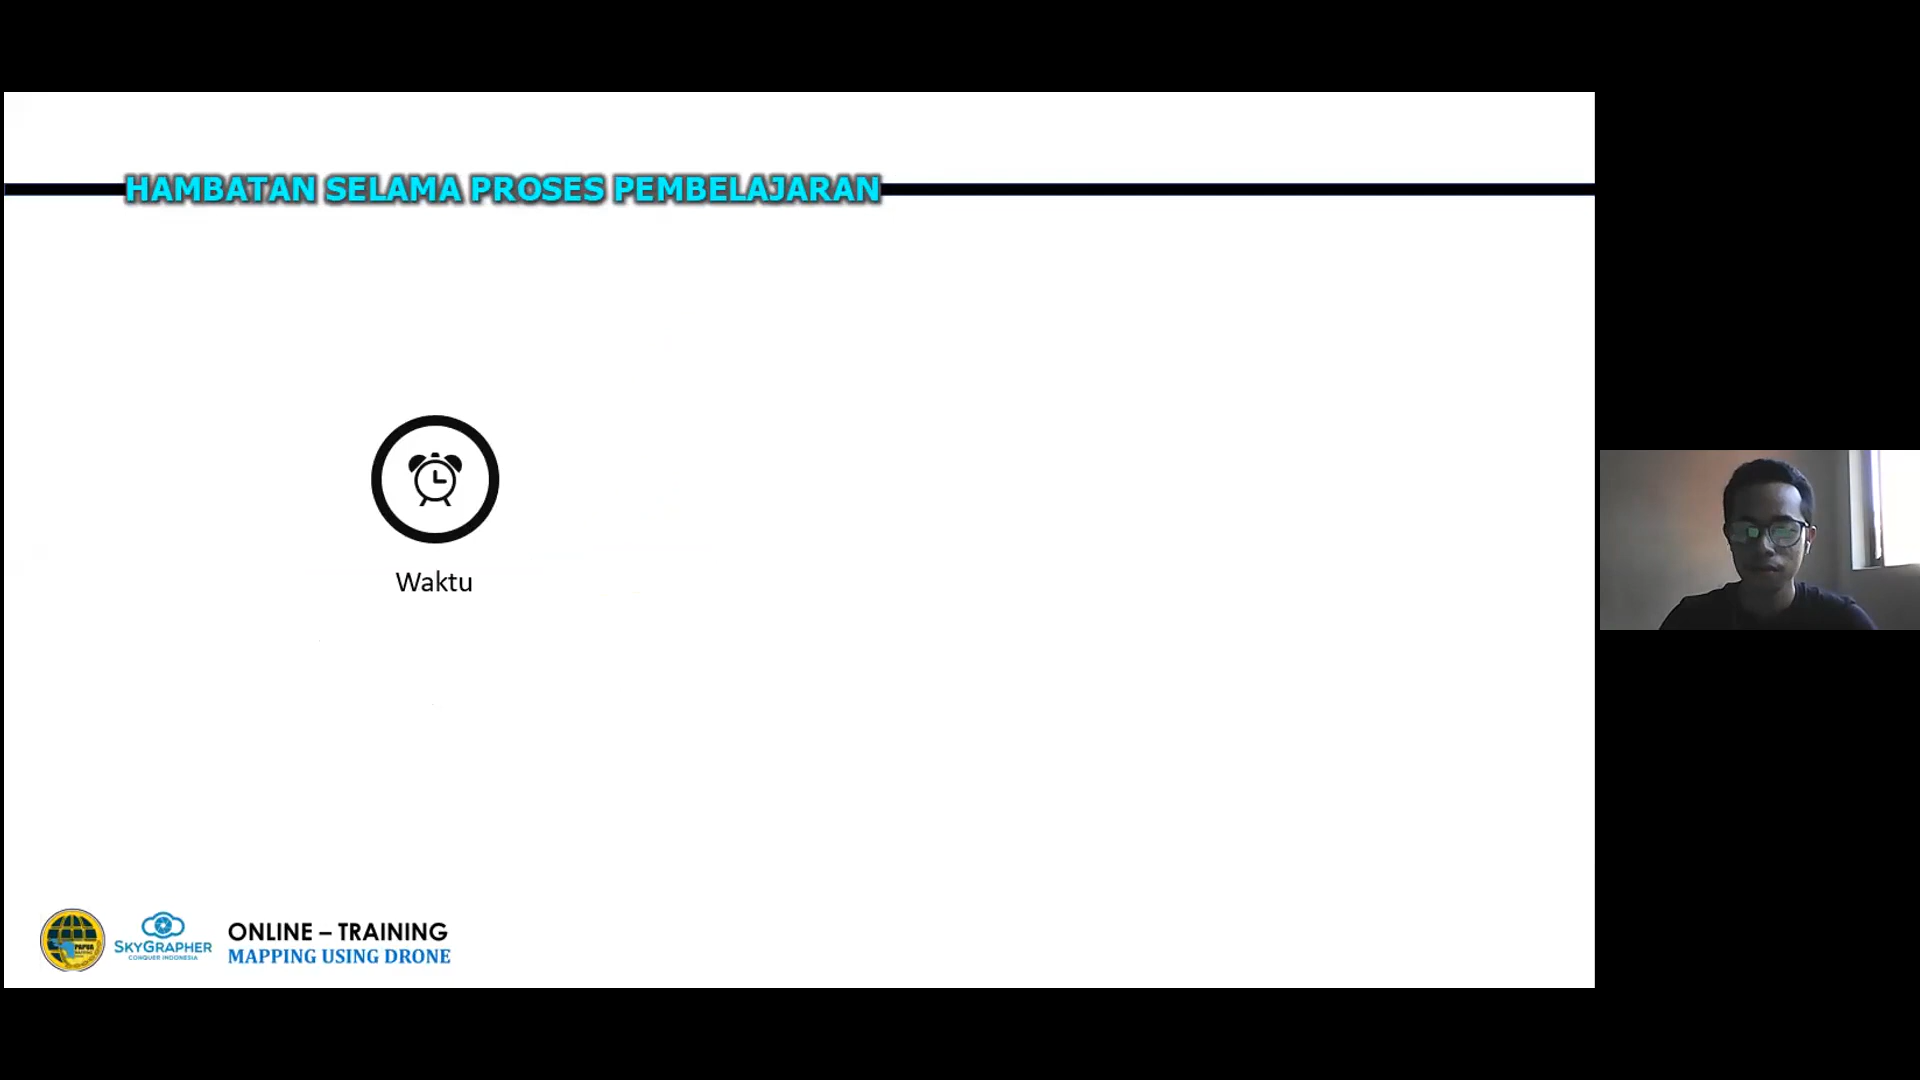 HAMBATAN SELAMA PROSES PEMBELAJARAN
Waktu
SKYGRAPHER
CONQUER INDONESIA
ONLINE – TRAINING
MAPPING USING DRONE